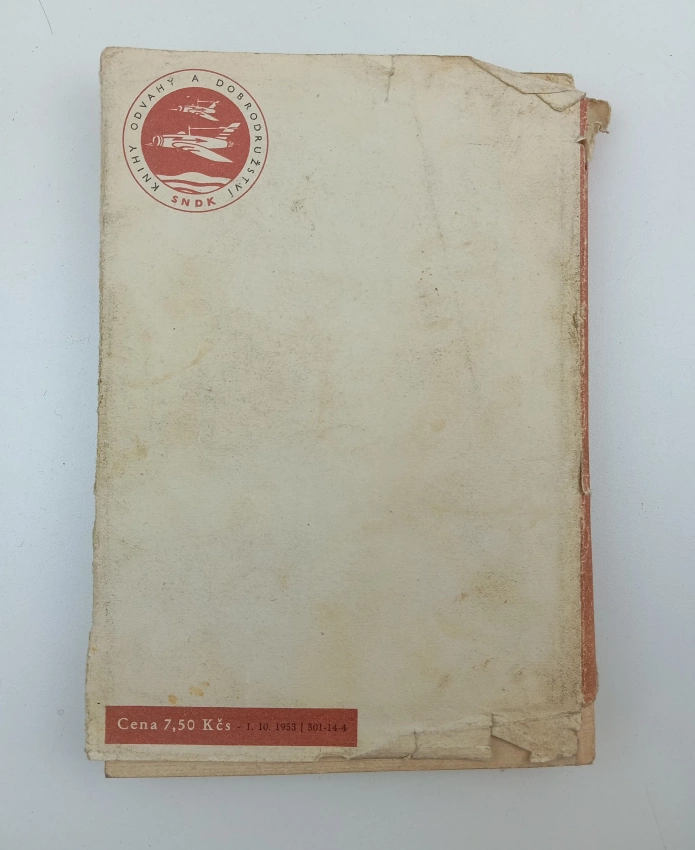 KNIHY ODVAHY A DOBRODRUŽSTVÍ
SNDK
Cena 7,50 Kčs - 1. 10. 1953 | 301-14-4